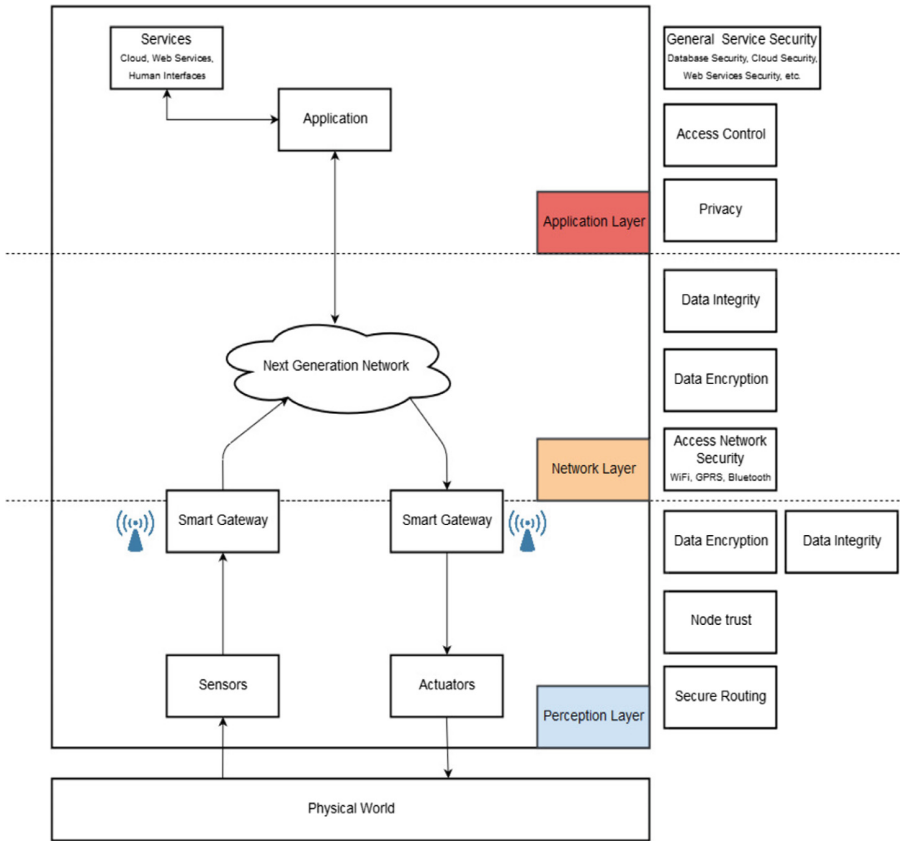 Services
Cloud, Web Services,
Human Interfaces
General Service Security
Database Security, Cloud Security,
Web Services Security, etc.
Application
Access Control
Application Layer
Privacy
Data Integrity
Next Generation Network
Data Encryption
Network Layer
Access Network
Security
WiFi, GPRS, Bluetooth
Smart Gateway
Smart Gateway
Data Encryption
Data Integrity
Node trust
Sensors
Actuators
Perception Layer
Secure Routing
Physical World